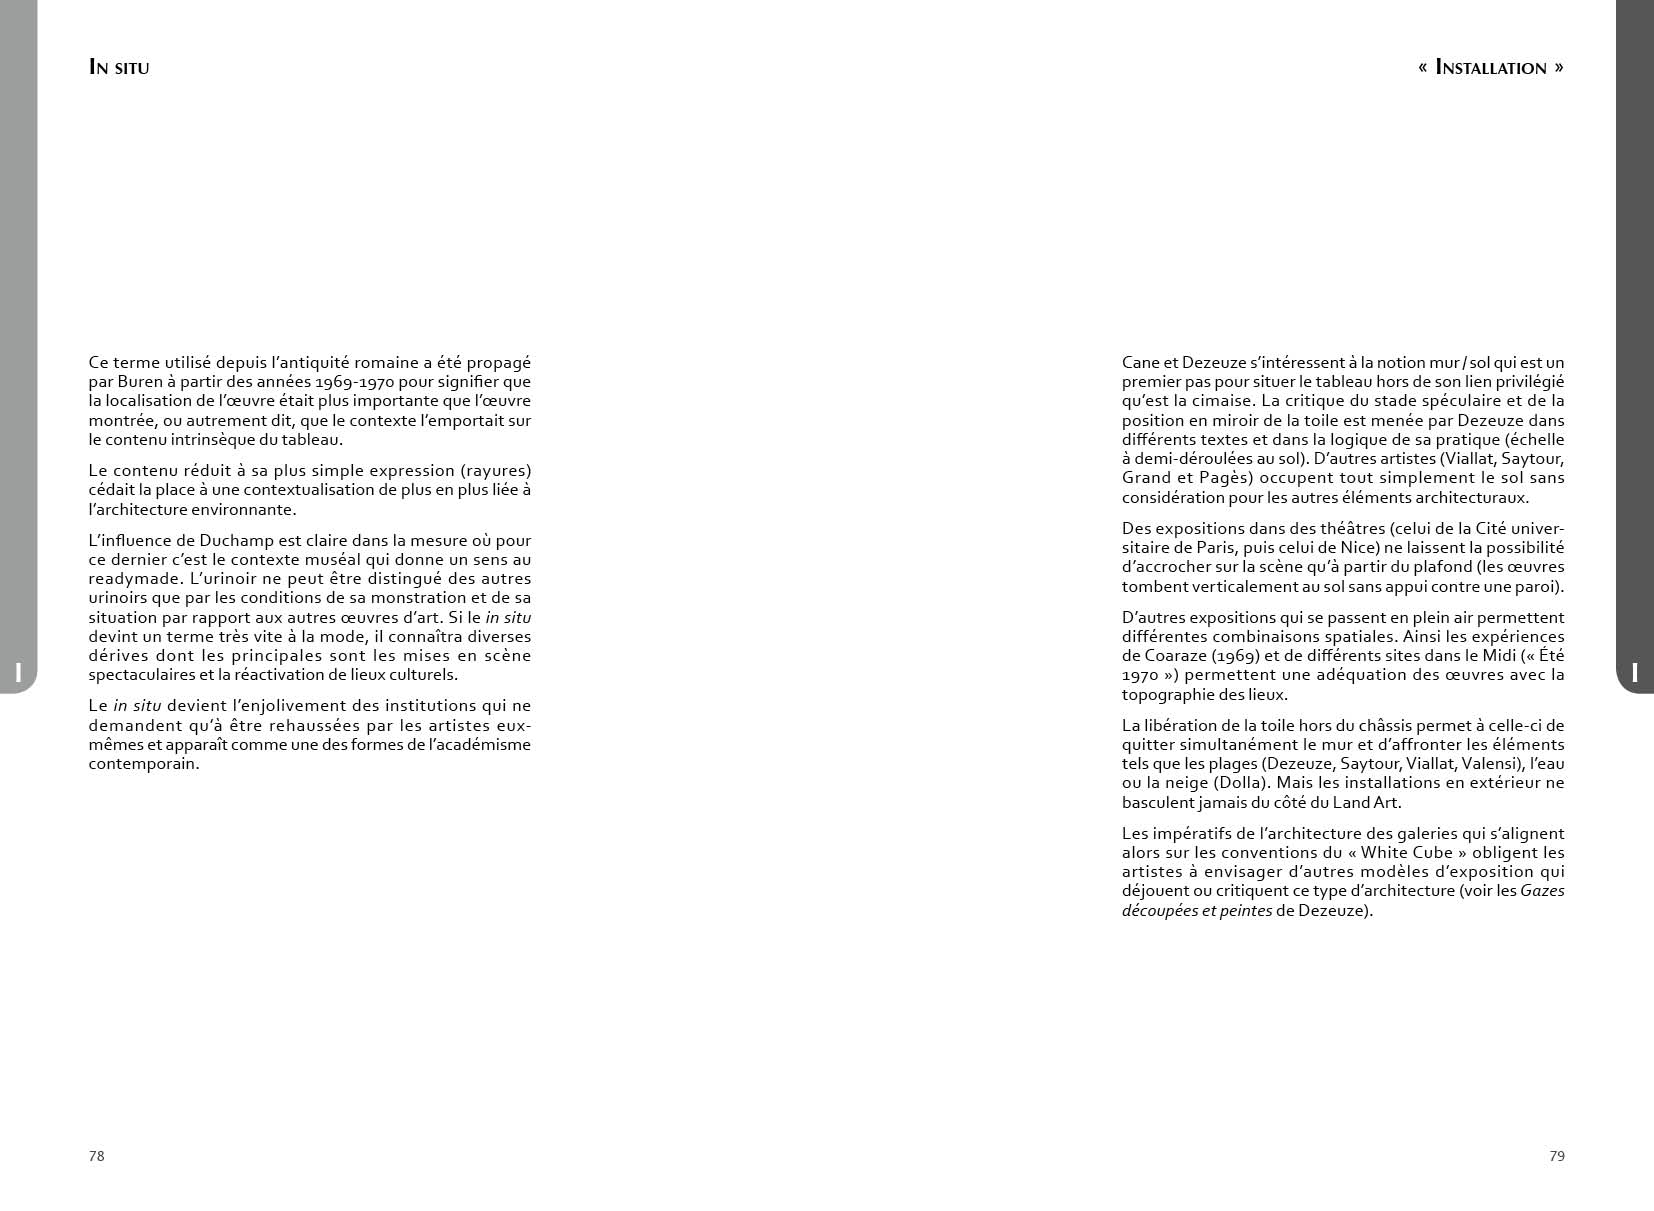 In situ
Ce terme utilisé depuis l’antiquité romaine a été propagé
par Buren à partir des années 1969-1970 pour signifier que
la localisation de l’œuvre était plus importante que l’œuvre
montrée, ou autrement dit, que le contexte l’emportait sur
le contenu intrinsèque du tableau.
Le contenu réduit à sa plus simple expression (rayures)
cédait la place à une contextualisation de plus en plus liée à
l’architecture environnante.
L’influence de Duchamp est claire dans la mesure où pour
ce dernier c’est le contexte muséal qui donne un sens au
readymade. L’urinoir ne peut être distingué des autres
urinoirs que par les conditions de sa monstration et de sa
situation par rapport aux autres œuvres d’art. Si le in situ
devint un terme très vite à la mode, il connaîtra diverses
dérives dont les principales sont les mises en scène
spectaculaires et la réactivation de lieux culturels.
Le in situ devient l’enjolivement des institutions qui ne
demandent qu’à être rehaussées par les artistes eux-
mêmes et apparaît comme une des formes de l’académisme
contemporain.
I
78
« Installation »
Cane et Dezeuze s’intéressent à la notion mur / sol qui est un
premier pas pour situer le tableau hors de son lien privilégié
qu’est la cimaise. La critique du stade spéculaire et de la
position en miroir de la toile est menée par Dezeuze dans
différents textes et dans la logique de sa pratique (échelle
à demi-déroulées au sol). D’autres artistes (Viallat, Saytour,
Grand et Pagès) occupent tout simplement le sol sans
considération pour les autres éléments architecturaux.
Des expositions dans des théâtres (celui de la Cité univer-
sitaire de Paris, puis celui de Nice) ne laissent la possibilité
d’accrocher sur la scène qu’à partir du plafond (les œuvres
tombent verticalement au sol sans appui contre une paroi).
D’autres expositions qui se passent en plein air permettent
différentes combinaisons spatiales. Ainsi les expériences
de Coaraze (1969) et de différents sites dans le Midi (« Été
1970 ») permettent une adéquation des œuvres avec la
topographie des lieux.
La libération de la toile hors du châssis permet à celle-ci de
quitter simultanément le mur et d’affronter les éléments
tels que les plages (Dezeuze, Saytour, Viallat, Valensi), l’eau
ou la neige (Dolla). Mais les installations en extérieur ne
basculent jamais du côté du Land Art.
Les impératifs de l’architecture des galeries qui s’alignent
alors sur les conventions du « White Cube » obligent les
artistes à envisager d’autres modèles d’exposition qui
déjouent ou critiquent ce type d’architecture (voir les Gazes
découpées et peintes de Dezeuze).
I
79